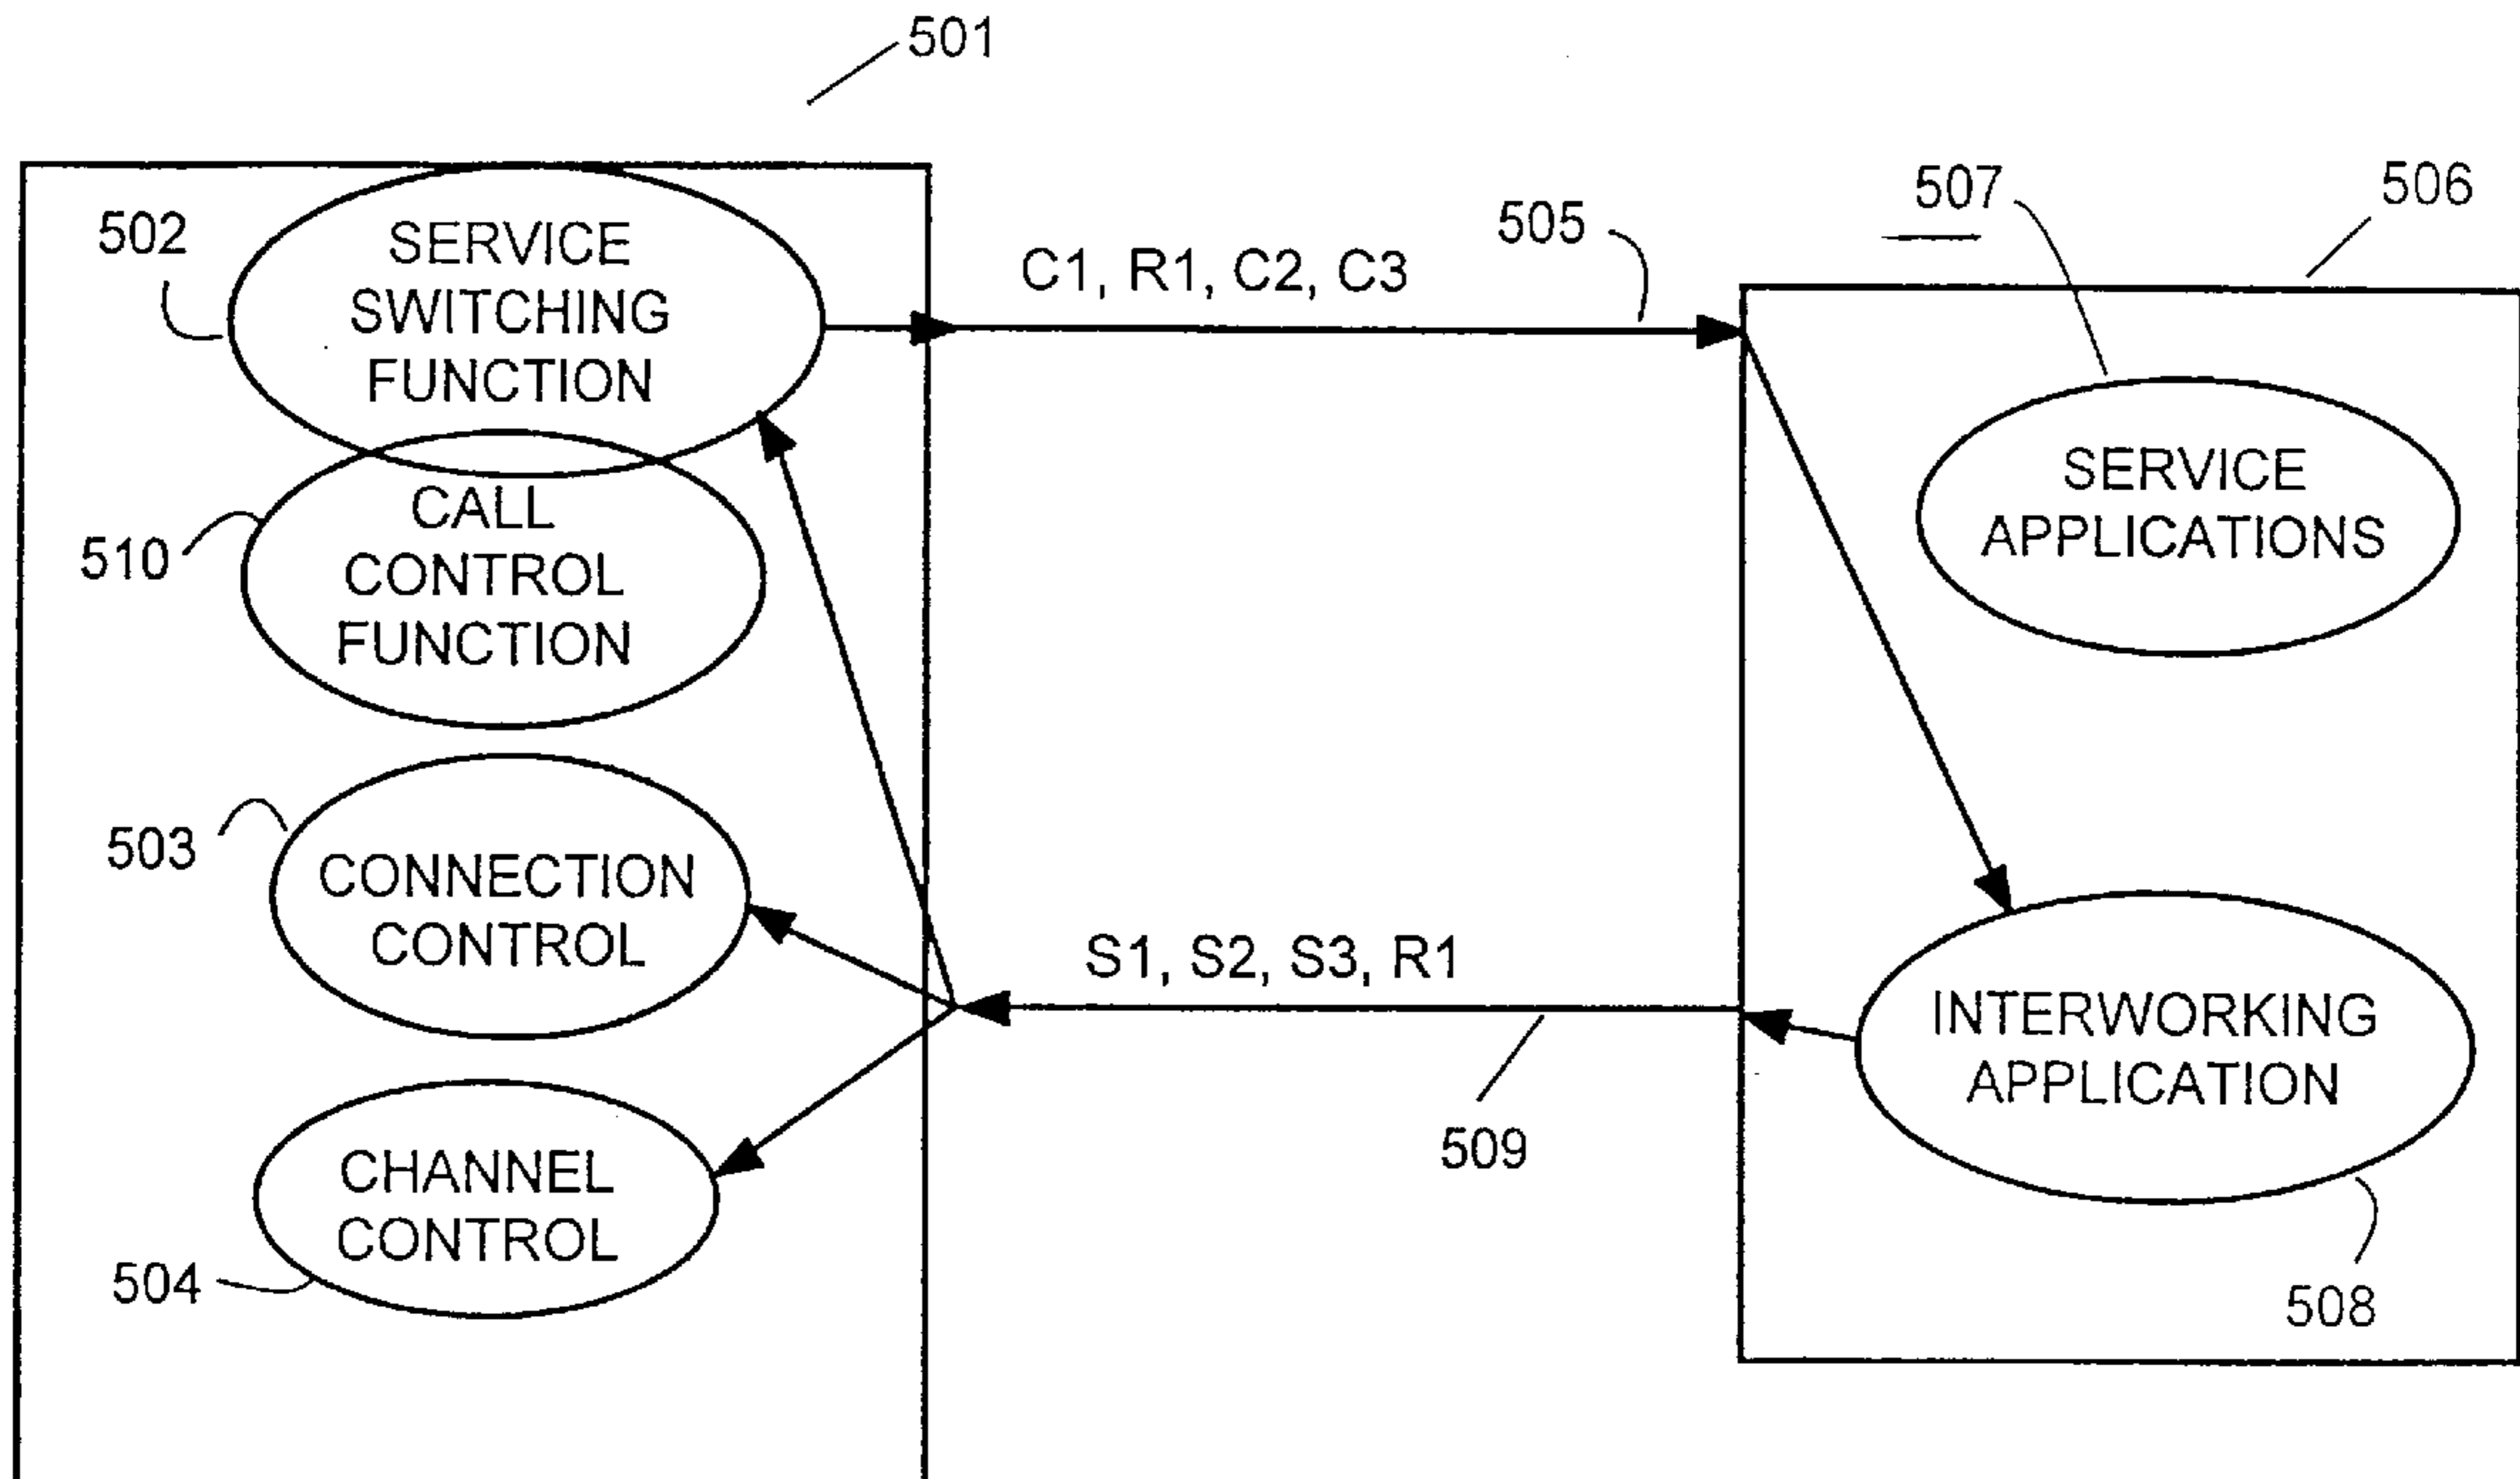 501
506
507
502
505
SERVICE
SWITCHING
FUNCTION
C1, R1, C2, C3
SERVICE
APPLICATIONS
510
CALL
CONTROL
FUNCTION
503
CONNECTION
CONTROL
S1, S2, S3, R1
INTERWORKING
APPLICATION
509
CHANNEL
CONTROL
504
508